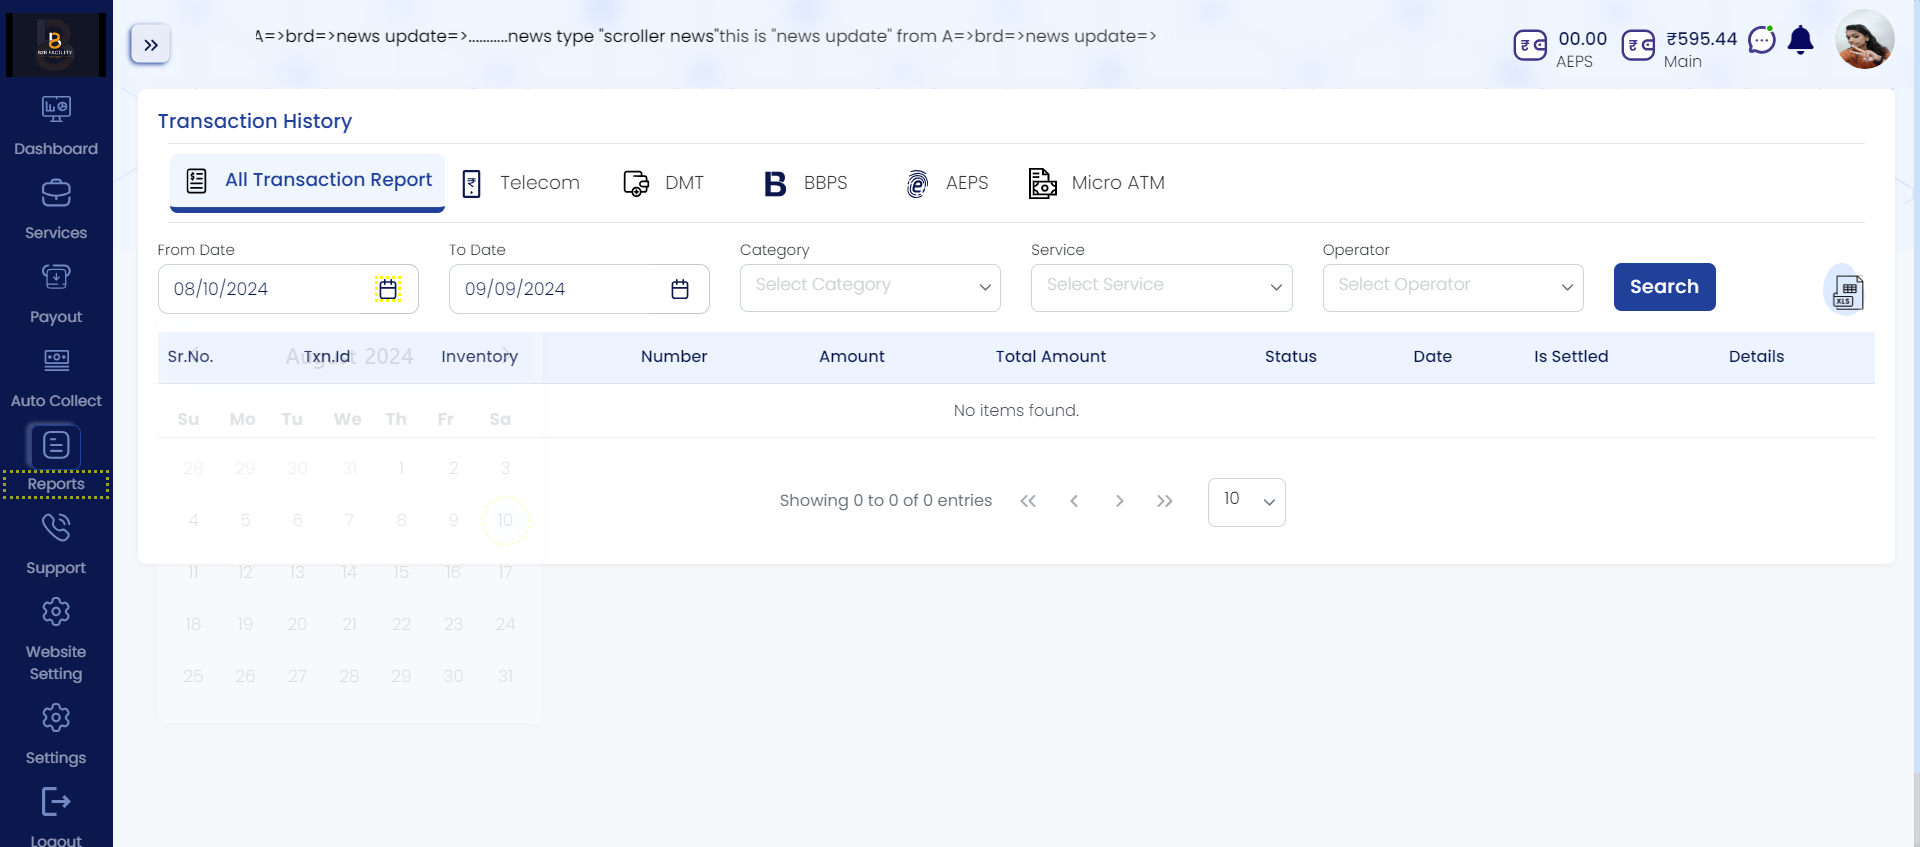 B2B FACILITY
A=>brd=>news update=>...........news type "scroller news"this is "news update" from A=>brd=>news update=>
00.00
AEPS
₹595.44
Main
Dashboard
Services
Payout
Auto Collect
Reports
Support
Website
Setting
Settings
Logout
Transaction History
All Transaction Report Telecom DMT BBPS AEPS Micro ATM
From Date To Date Category Service Operator
08/10/2024 09/09/2024 Select Category Select Service Select Operator Search XLS
Sr.No. Txn.Id Inventory Number Amount Total Amount Status Date Is Settled Details
No items found.
Showing 0 to 0 of 0 entries 10
August 2024
Su Mo Tu We Th Fr Sa
28 29 30 31 1 2 3
4 5 6 7 8 9 10
11 12 13 14 15 16 17
18 19 20 21 22 23 24
25 26 27 28 29 30 31